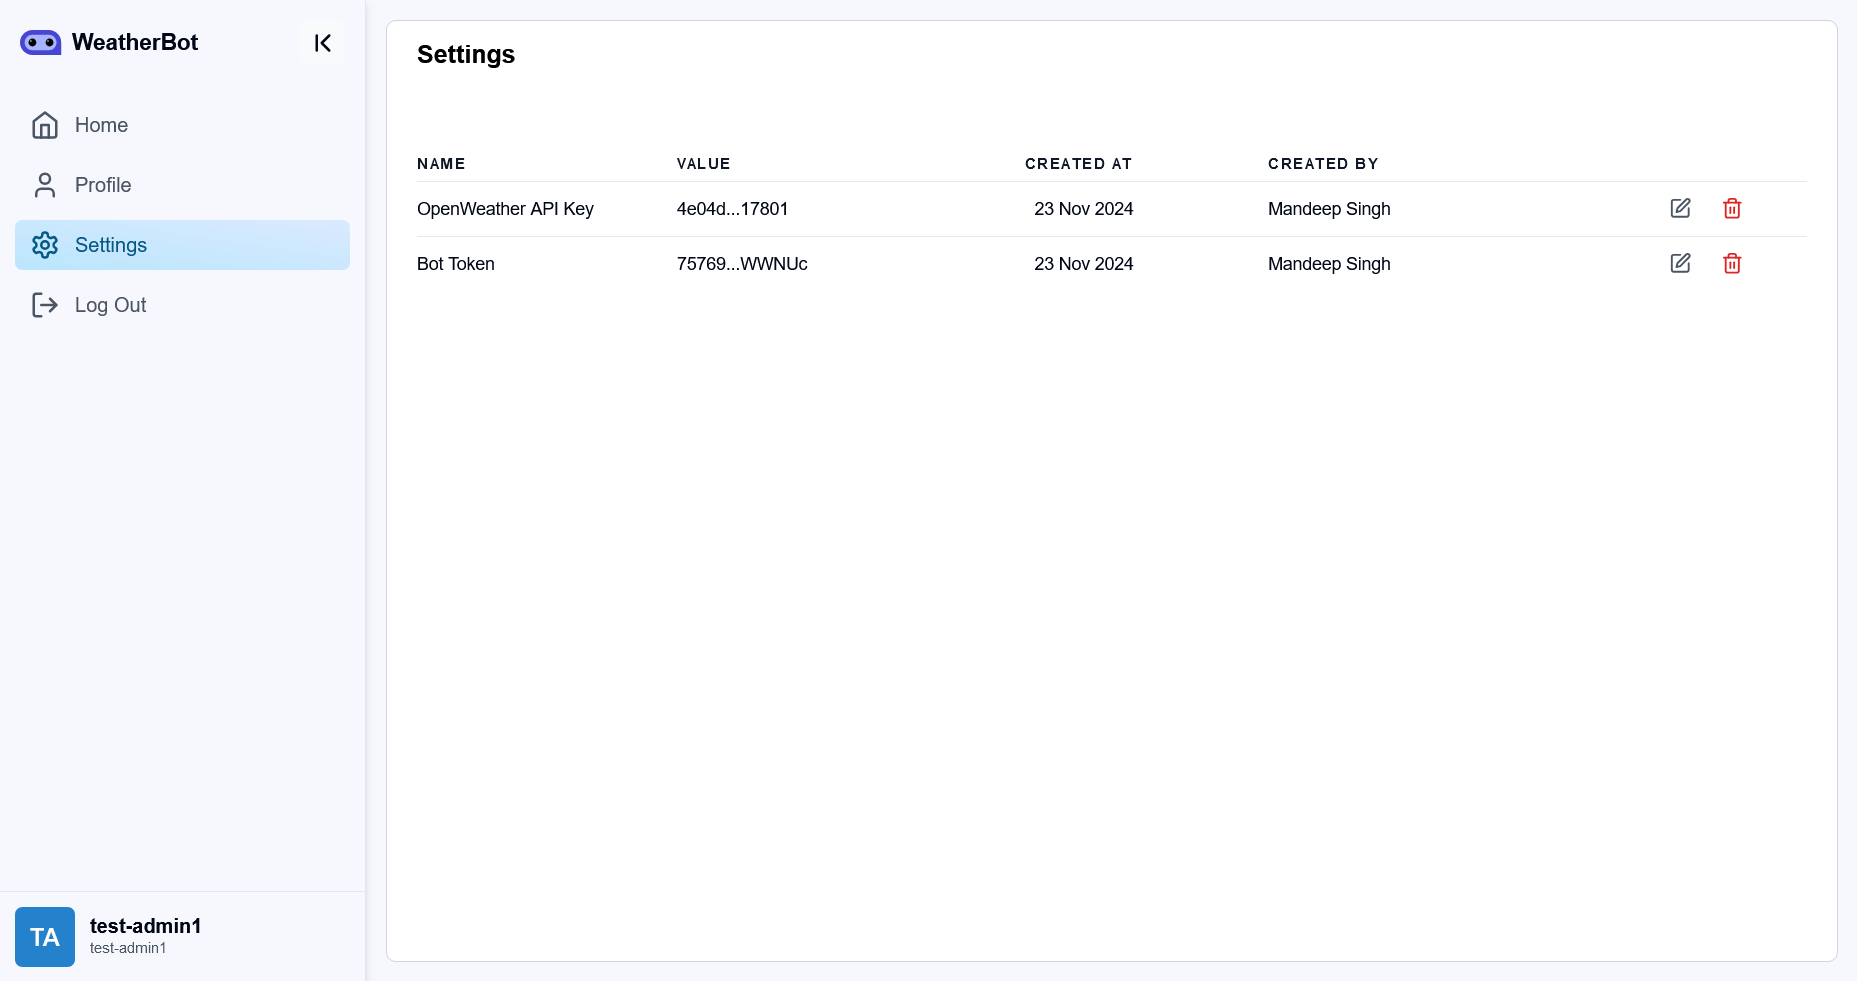 WeatherBot
Home
Profile
Settings
Log Out
TA
test-admin1
test-admin1
Settings
NAME VALUE CREATED AT CREATED BY
OpenWeather API Key 4e04d...17801 23 Nov 2024 Mandeep Singh
Bot Token 75769...WWNUc 23 Nov 2024 Mandeep Singh